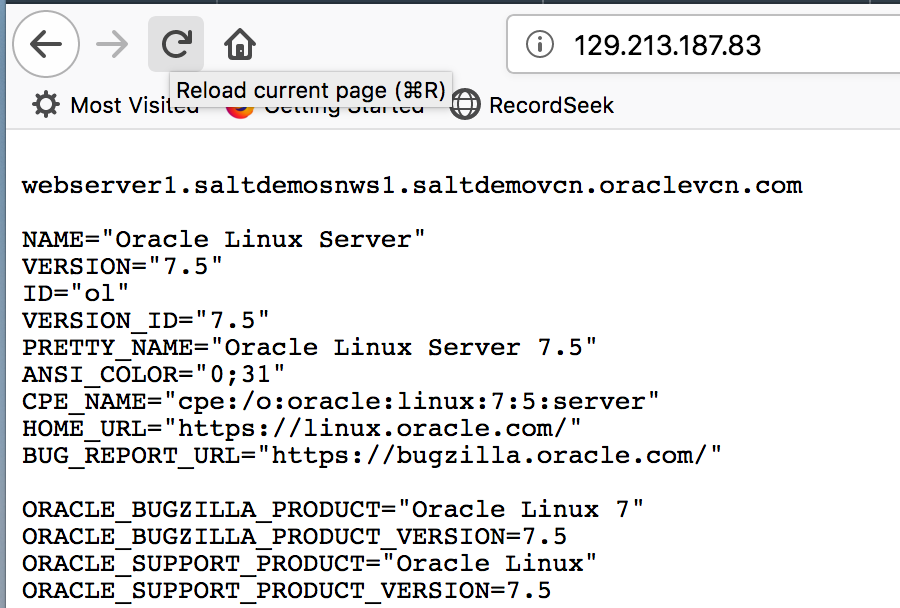 129.213.187.83
Reload current page (⌘R)
Most Visited
Getting Started
RecordSeek
webserver1.saltdemosnws1.saltdemovcn.oraclevcn.com
NAME="Oracle Linux Server"
VERSION="7.5"
ID="ol"
VERSION_ID="7.5"
PRETTY_NAME="Oracle Linux Server 7.5"
ANSI_COLOR="0;31"
CPE_NAME="cpe:/o:oracle:linux:7:5:server"
HOME_URL="https://linux.oracle.com/"
BUG_REPORT_URL="https://bugzilla.oracle.com/"
ORACLE_BUGZILLA_PRODUCT="Oracle Linux 7"
ORACLE_BUGZILLA_PRODUCT_VERSION=7.5
ORACLE_SUPPORT_PRODUCT="Oracle Linux"
ORACLE_SUPPORT_PRODUCT_VERSION=7.5